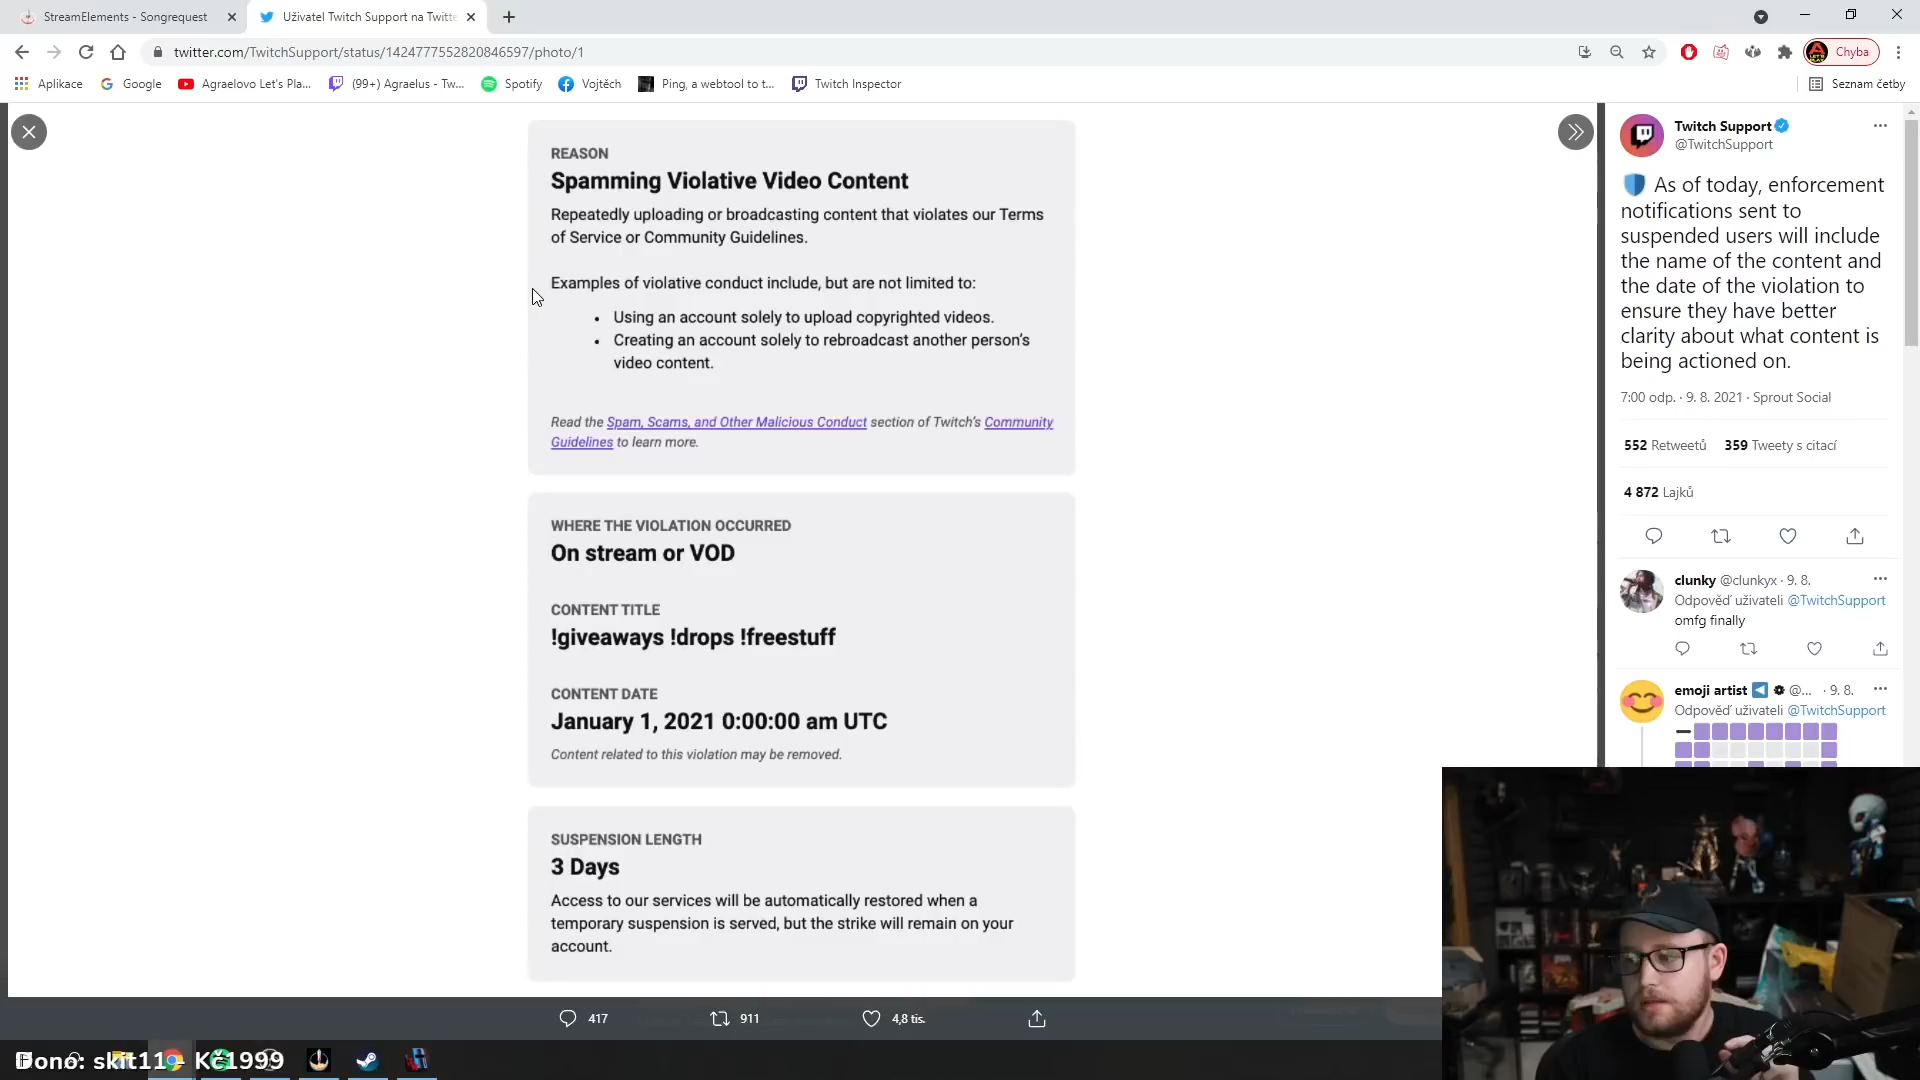 StreamElements - Songrequest
Uživatel Twitch Support na Twitte
twitter.com/TwitchSupport/status/1424777552820846597/photo/1
Chyba
Aplikace
Google
Agraelovo Let's Pla...
(99+) Agraelus - Tw...
Spotify
Vojtěch
Ping, a webtool to t...
Twitch Inspector
Seznam četby
REASON
Spamming Violative Video Content
Repeatedly uploading or broadcasting content that violates our Terms
of Service or Community Guidelines.
Examples of violative conduct include, but are not limited to:
• Using an account solely to upload copyrighted videos.
• Creating an account solely to rebroadcast another person's
video content.
Read the Spam, Scams, and Other Malicious Conduct section of Twitch's Community
Guidelines to learn more.
WHERE THE VIOLATION OCCURRED
On stream or VOD
CONTENT TITLE
!giveaways !drops !freestuff
CONTENT DATE
January 1, 2021 0:00:00 am UTC
Content related to this violation may be removed.
SUSPENSION LENGTH
3 Days
Access to our services will be automatically restored when a
temporary suspension is served, but the strike will remain on your
account.
417
911
4,8 tis.
Twitch Support
@TwitchSupport
As of today, enforcement
notifications sent to
suspended users will include
the name of the content and
the date of the violation to
ensure they have better
clarity about what content is
being actioned on.
7:00 odp. · 9. 8. 2021 · Sprout Social
552 Retweetů 359 Tweety s citací
4 872 Lajků
clunky @clunkyx · 9. 8.
Odpověď uživateli @TwitchSupport
omfg finally
emoji artist @... · 9. 8.
Odpověď uživateli @TwitchSupport
Dono: skit11 - Kč1999